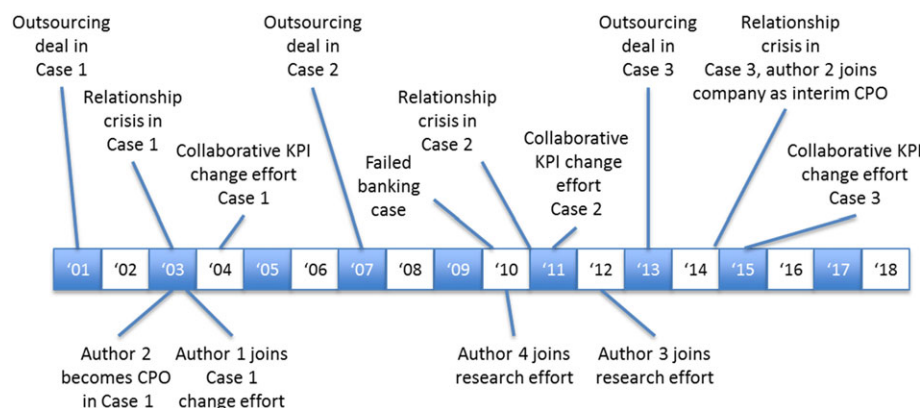 Outsourcing
deal in
Case 1
Relationship
crisis in
Case 1
Collaborative KPI
change effort
Case 1
Outsourcing
deal in
Case 2
Failed
banking
case
Relationship
crisis in
Case 2
Collaborative
KPI change
effort
Case 2
Outsourcing
deal in
Case 3
Relationship
crisis in
Case 3, author 2 joins
company as interim CPO
Collaborative KPI
change effort
Case 3
‘01 ‘02 ‘03 ‘04 ‘05 ‘06 ‘07 ‘08 ‘09 ‘10 ‘11 ‘12 ‘13 ‘14 ‘15 ‘16 ‘17 ‘18
Author 2
becomes CPO
in Case 1
Author 1 joins
Case 1
change effort
Author 4 joins
research effort
Author 3 joins
research effort